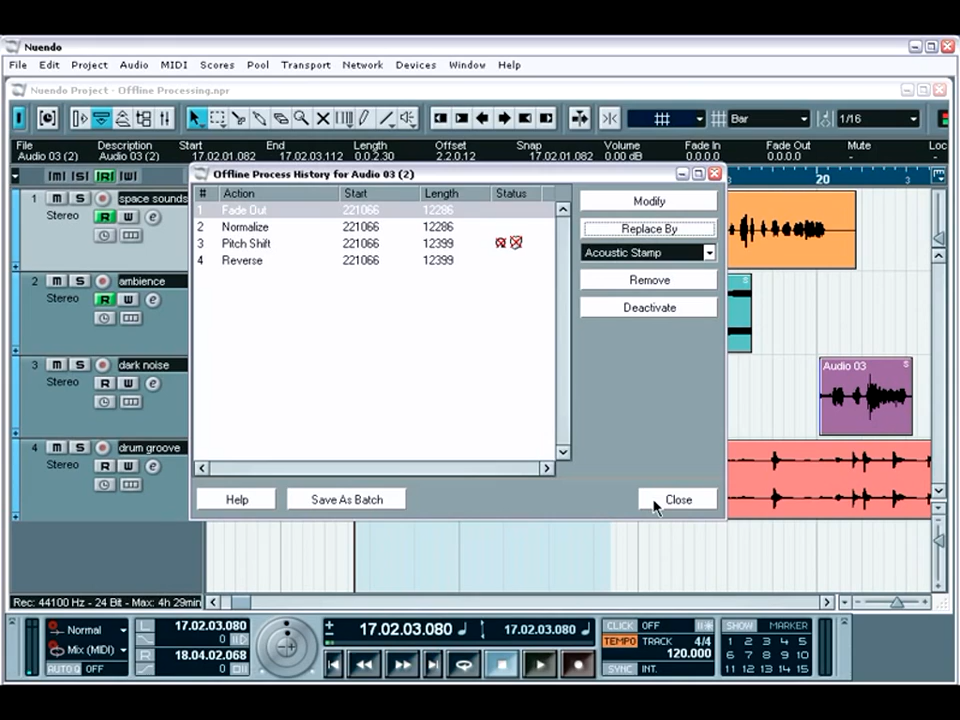 Nuendo
File Edit Project Audio MIDI Scores Pool Transport Network Devices Window Help
Nuendo Project - Offline Processing.npr
Bar 1/16
File Description Start End Length Offset Snap Volume Fade In Fade Out Mute Loc
Audio 03 (2) Audio 03 (2) 17.02.01.082 17.02.03.112 0.0.2.30 2.2.0.12 17.02.01.082 0.00 dB 0.0.0.0 0.0.0.0 - -
[M] [S] [R] [W]
20 3
1 M S space sounds
Stereo R W e
2 M S ambience
Stereo R W e
3 M S dark noise
Stereo R W e
4 M S drum groove
Stereo R W e
Offline Process History for Audio 03 (2)
# Action Start Length Status
1 Fade Out 221066 12286
2 Normalize 221066 12286
3 Pitch Shift 221066 12399
4 Reverse 221066 12399
Modify
Replace By
Acoustic Stamp
Remove
Deactivate
Help Save As Batch Close
S
Audio 03 S
Rec: 44100 Hz - 24 Bit - Max: 4h 29min
Normal
Mix (MIDI)
AUTO Q OFF
L 17.02.03.080
0
R 18.04.02.068
0
17.02.03.080 17.02.03.080
CLICK OFF
TEMPO TRACK 4/4
120.000
SYNC INT.
SHOW MARKER
1 2 3 4 5
6 7 8 9 10
11 12 13 14 15